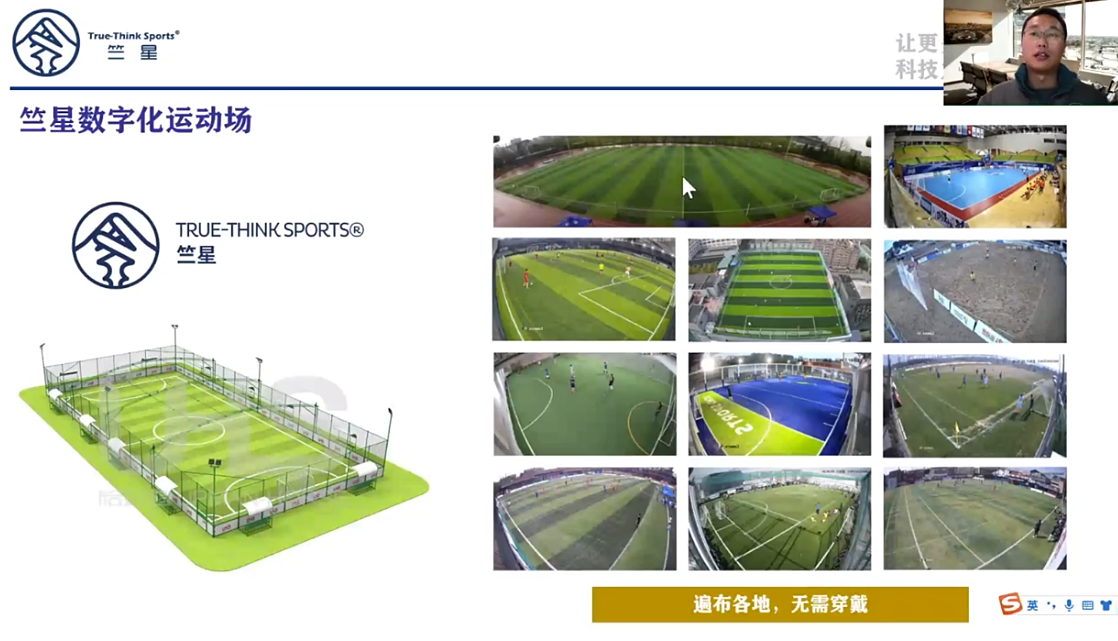 True-Think Sports®
竺 星
让更
科技
竺星数字化运动场
TRUE-THINK SPORTS®
竺星
遍布各地，无需穿戴
英